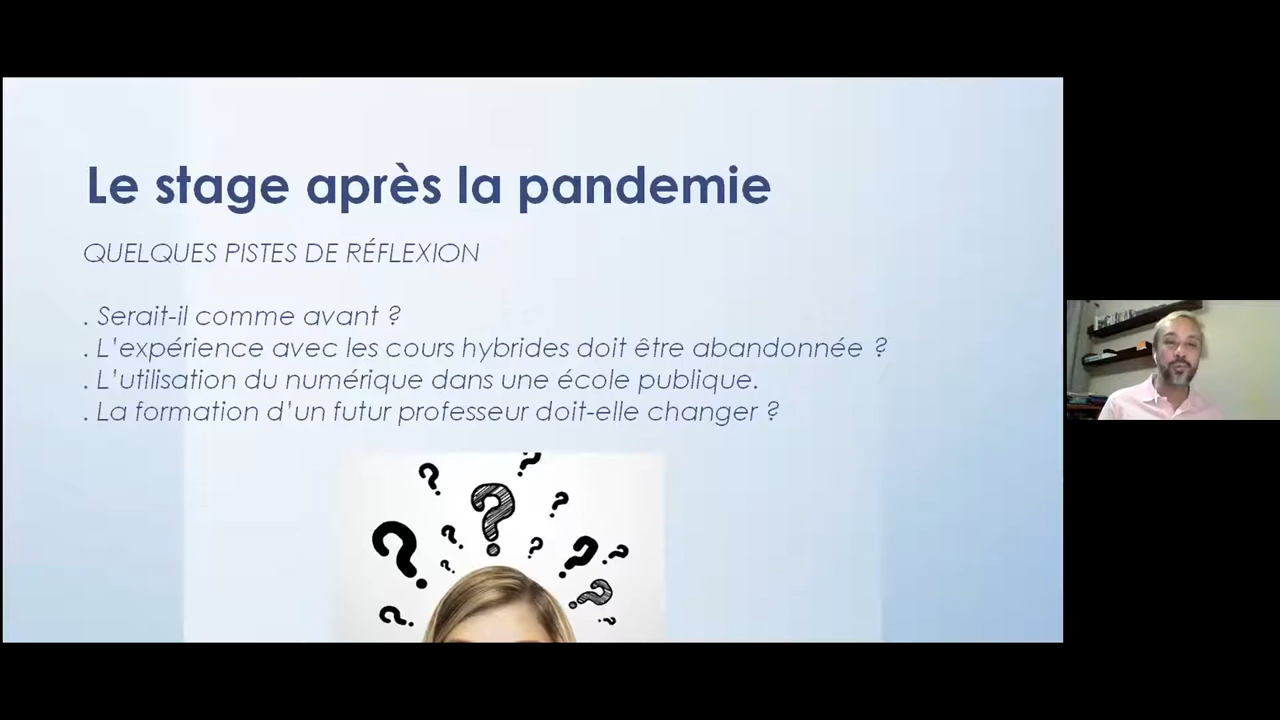 Le stage après la pandemie
QUELQUES PISTES DE RÉFLEXION
. Serait-il comme avant ?
. L'expérience avec les cours hybrides doit être abandonnée ?
. L'utilisation du numérique dans une école publique.
. La formation d'un futur professeur doit-elle changer ?